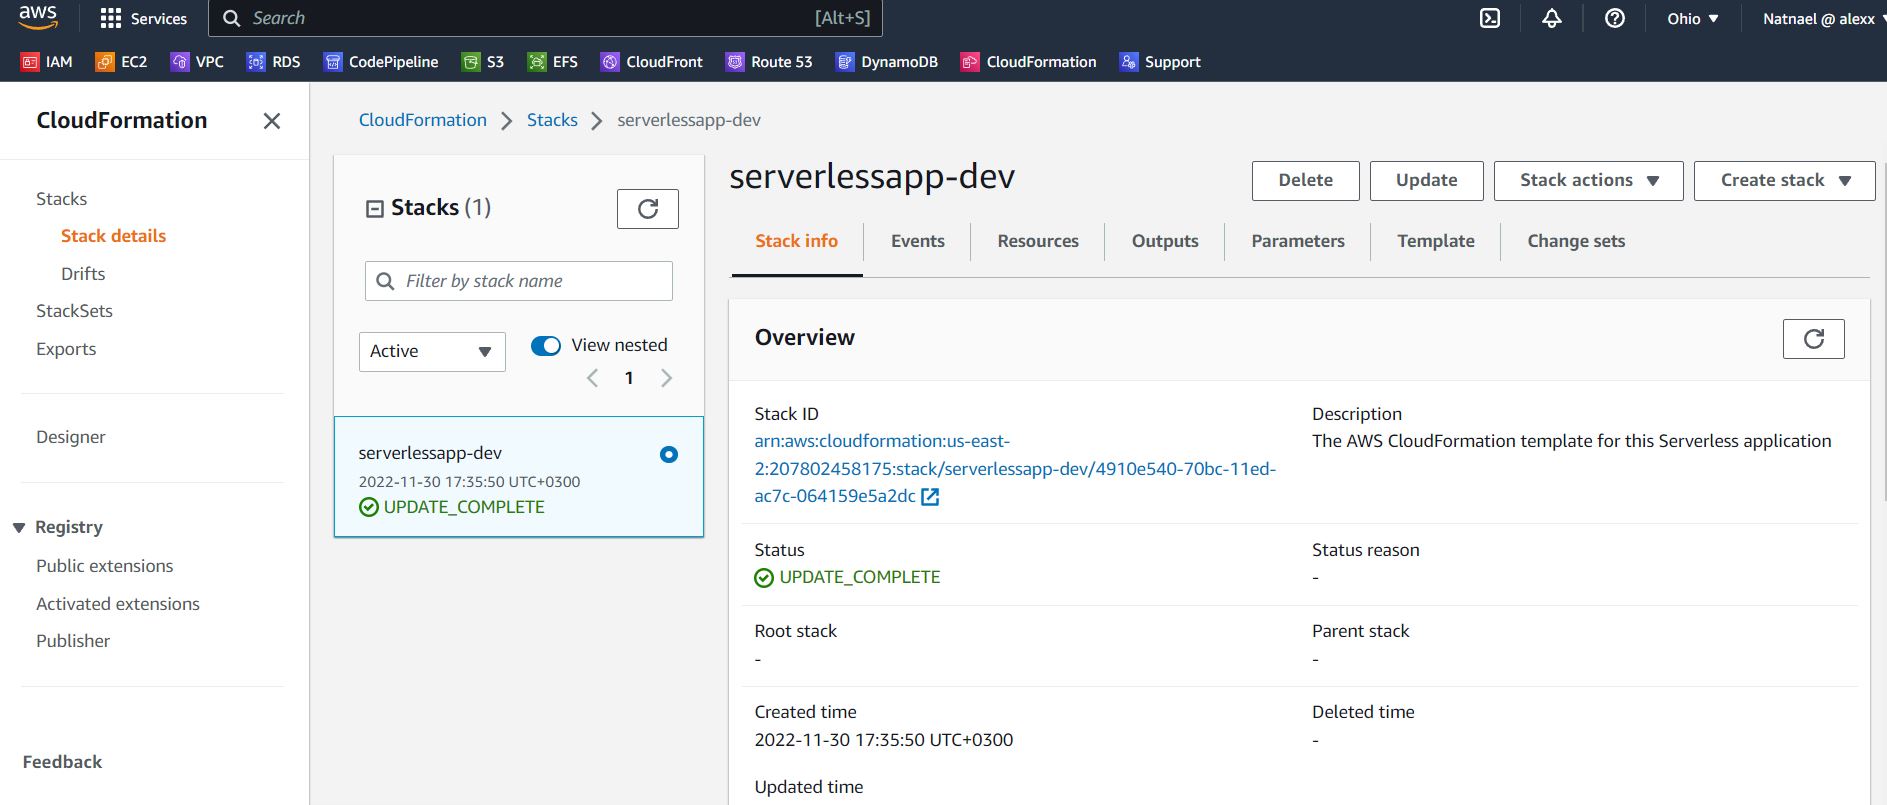 aws
Services
Search
[Alt+S]
Ohio
Natnael @ alexx
IAM EC2 VPC RDS CodePipeline S3 EFS CloudFront Route 53 DynamoDB CloudFormation Support
CloudFormation
Stacks
Stack details
Drifts
StackSets
Exports
Designer
Registry
Public extensions
Activated extensions
Publisher
Feedback
CloudFormation Stacks serverlessapp-dev
Stacks (1)
Filter by stack name
Active
View nested
1
serverlessapp-dev
2022-11-30 17:35:50 UTC+0300
UPDATE_COMPLETE
serverlessapp-dev
Delete
Update
Stack actions
Create stack
Stack info
Events
Resources
Outputs
Parameters
Template
Change sets
Overview
Stack ID
arn:aws:cloudformation:us-east-
2:207802458175:stack/serverlessapp-dev/4910e540-70bc-11ed-
ac7c-064159e5a2dc
Description
The AWS CloudFormation template for this Serverless application
Status
UPDATE_COMPLETE
Status reason
-
Root stack
-
Parent stack
-
Created time
2022-11-30 17:35:50 UTC+0300
Deleted time
-
Updated time